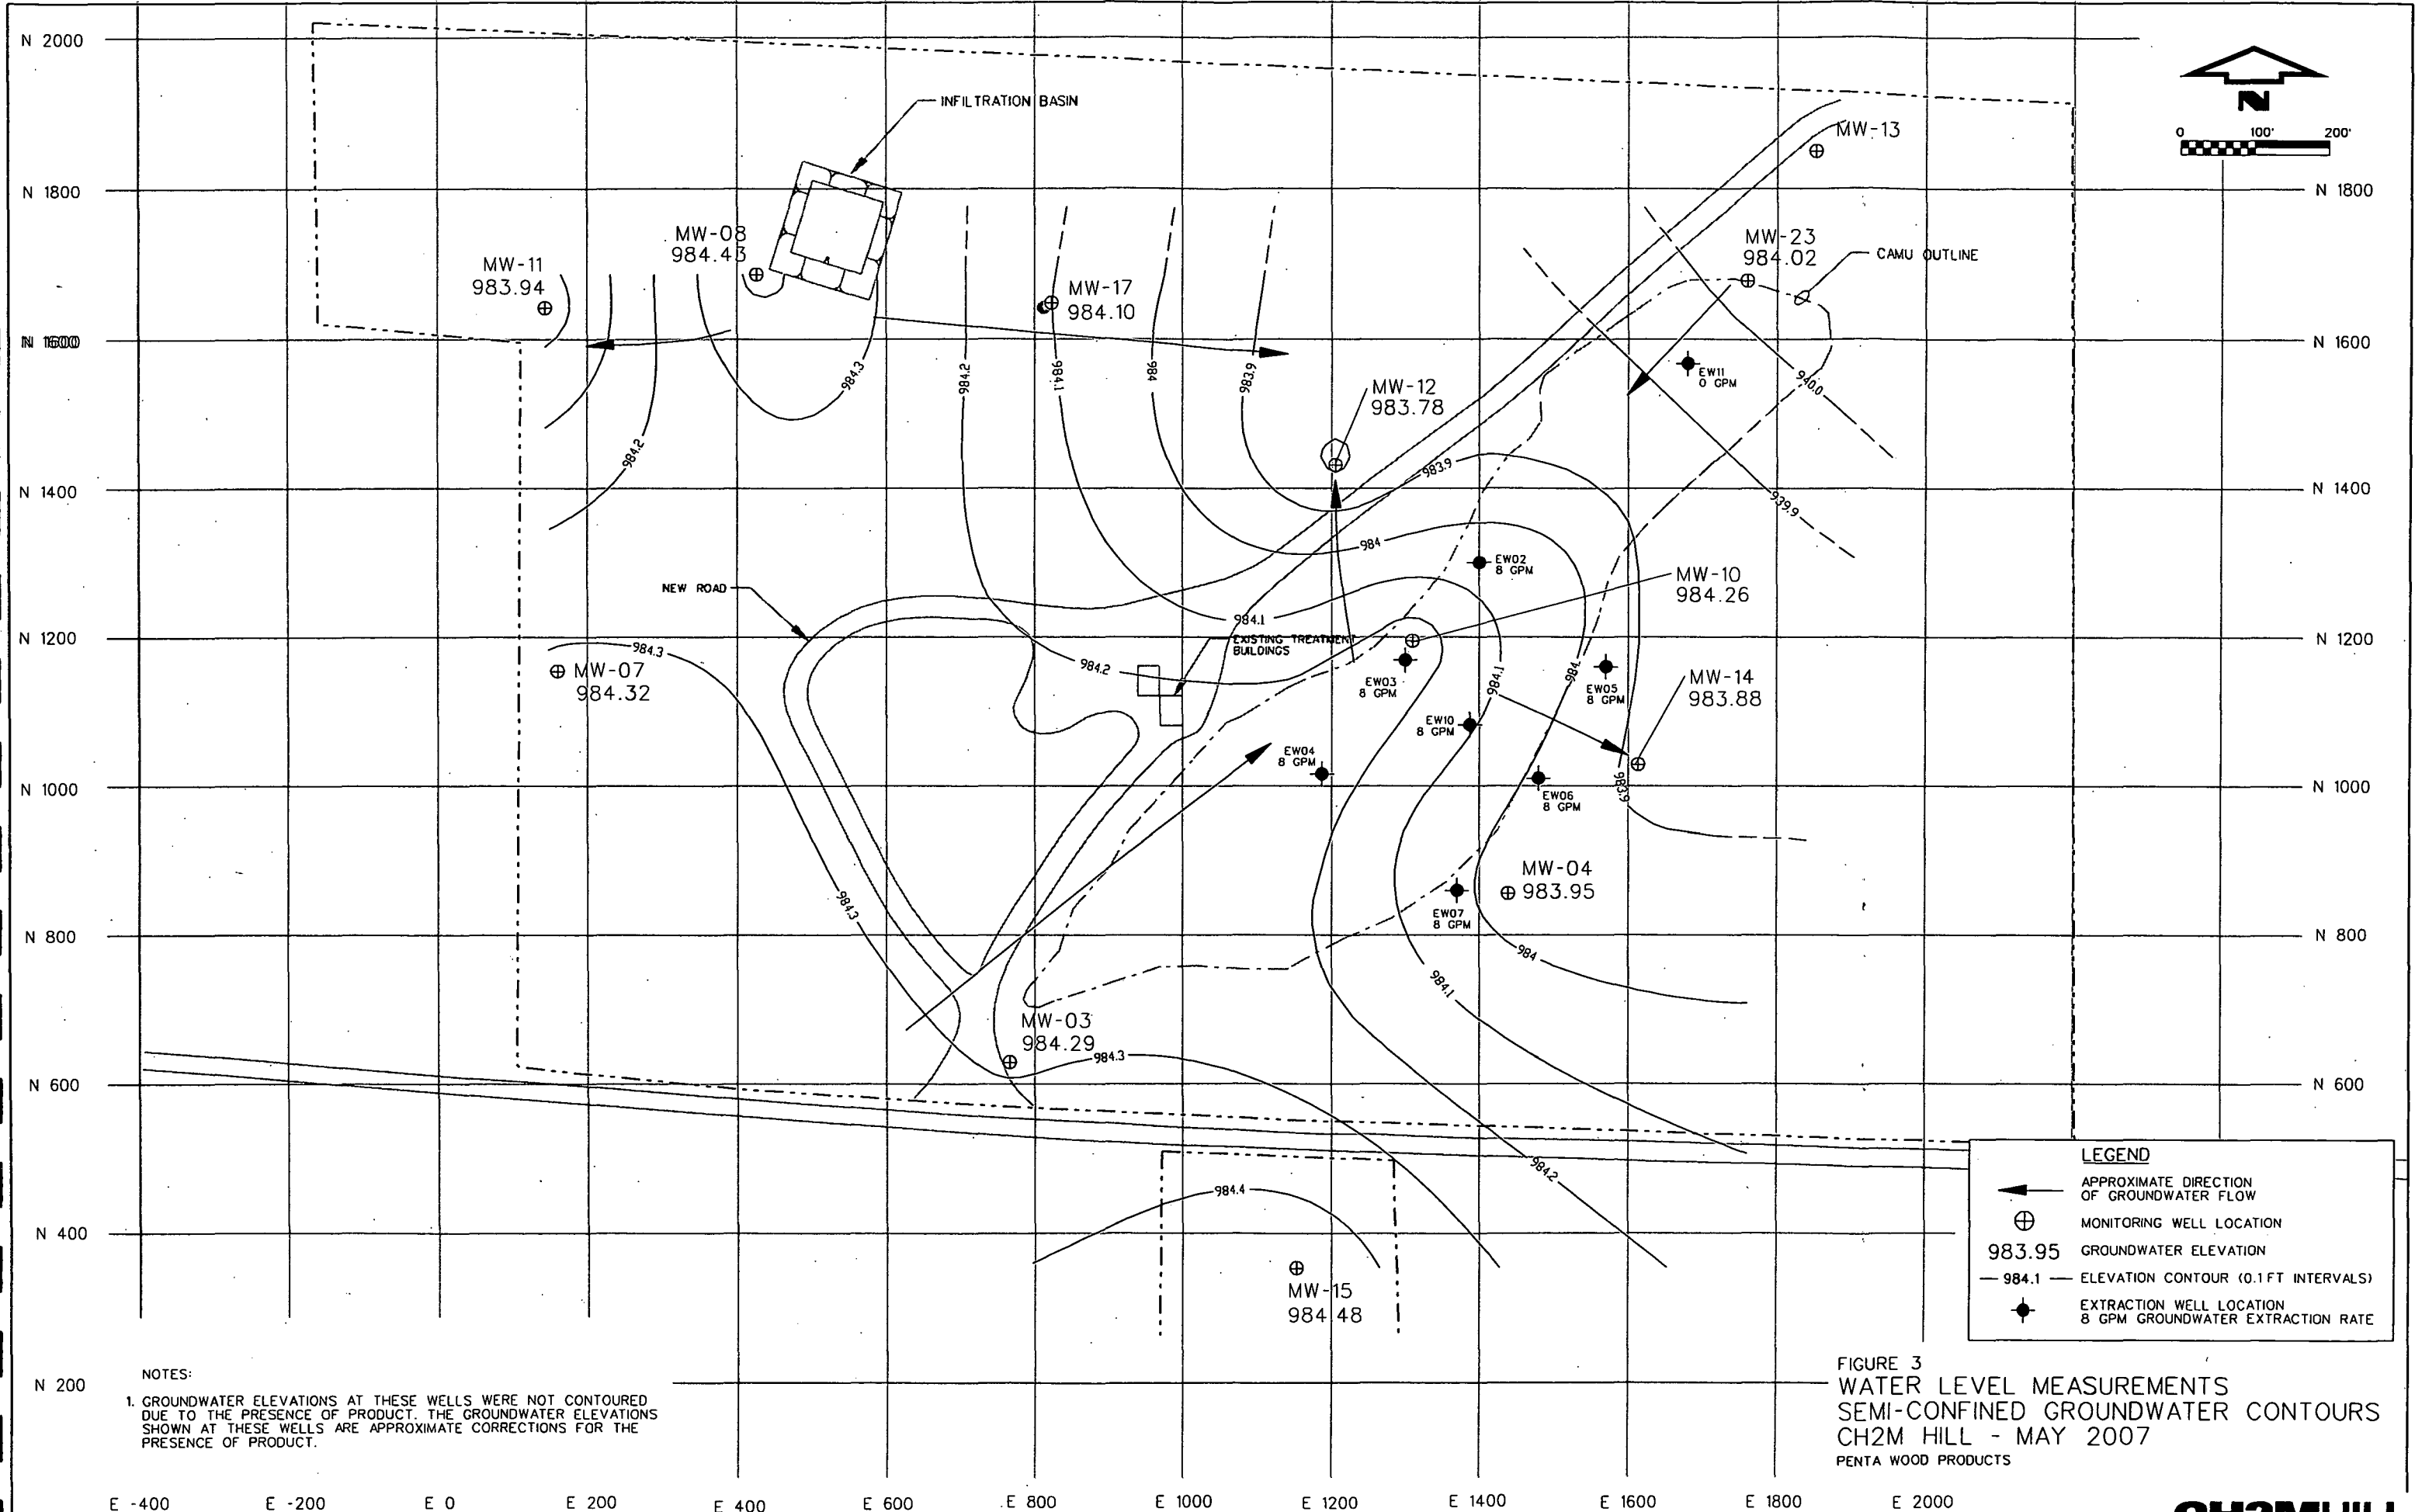 N 2000
INFILTRATION BASIN
N
0 100' 200'
MW-13
N 1800
N 1800
MW-08
984.43
MW-23
984.02
CAMU OUTLINE
MW-11
983.94
MW-17
984.10
N 1600
N 1600
EW11
0 GPM
984.3
984.2
984.1
984
983.9
940.0
MW-12
983.78
984.2
983.9
N 1400
N 1400
939.9
984
EW02
8 GPM
MW-10
984.26
NEW ROAD
984.1
N 1200
EXISTING TREATMENT
BUILDINGS
N 1200
984.3
984.2
MW-07
984.32
EW03
8 GPM
984.1
984
EW05
8 GPM
MW-14
983.88
EW10
8 GPM
EW04
8 GPM
N 1000
983.9
N 1000
EW06
8 GPM
984.3
MW-04
983.95
EW07
8 GPM
N 800
N 800
984
984.1
MW-03
984.29
984.3
N 600
N 600
984.2
984.4
N 400
MW-15
984.48
LEGEND
APPROXIMATE DIRECTION
OF GROUNDWATER FLOW
MONITORING WELL LOCATION
983.95 GROUNDWATER ELEVATION
984.1 ELEVATION CONTOUR (0.1 FT INTERVALS)
EXTRACTION WELL LOCATION
8 GPM GROUNDWATER EXTRACTION RATE
N 200
NOTES:
1. GROUNDWATER ELEVATIONS AT THESE WELLS WERE NOT CONTOURED
DUE TO THE PRESENCE OF PRODUCT. THE GROUNDWATER ELEVATIONS
SHOWN AT THESE WELLS ARE APPROXIMATE CORRECTIONS FOR THE
PRESENCE OF PRODUCT.
FIGURE 3
WATER LEVEL MEASUREMENTS
SEMI-CONFINED GROUNDWATER CONTOURS
CH2M HILL - MAY 2007
PENTA WOOD PRODUCTS
E -400 E -200 E 0 E 200 E 400 E 600 E 800 E 1000 E 1200 E 1400 E 1600 E 1800 E 2000
CH2MHILL